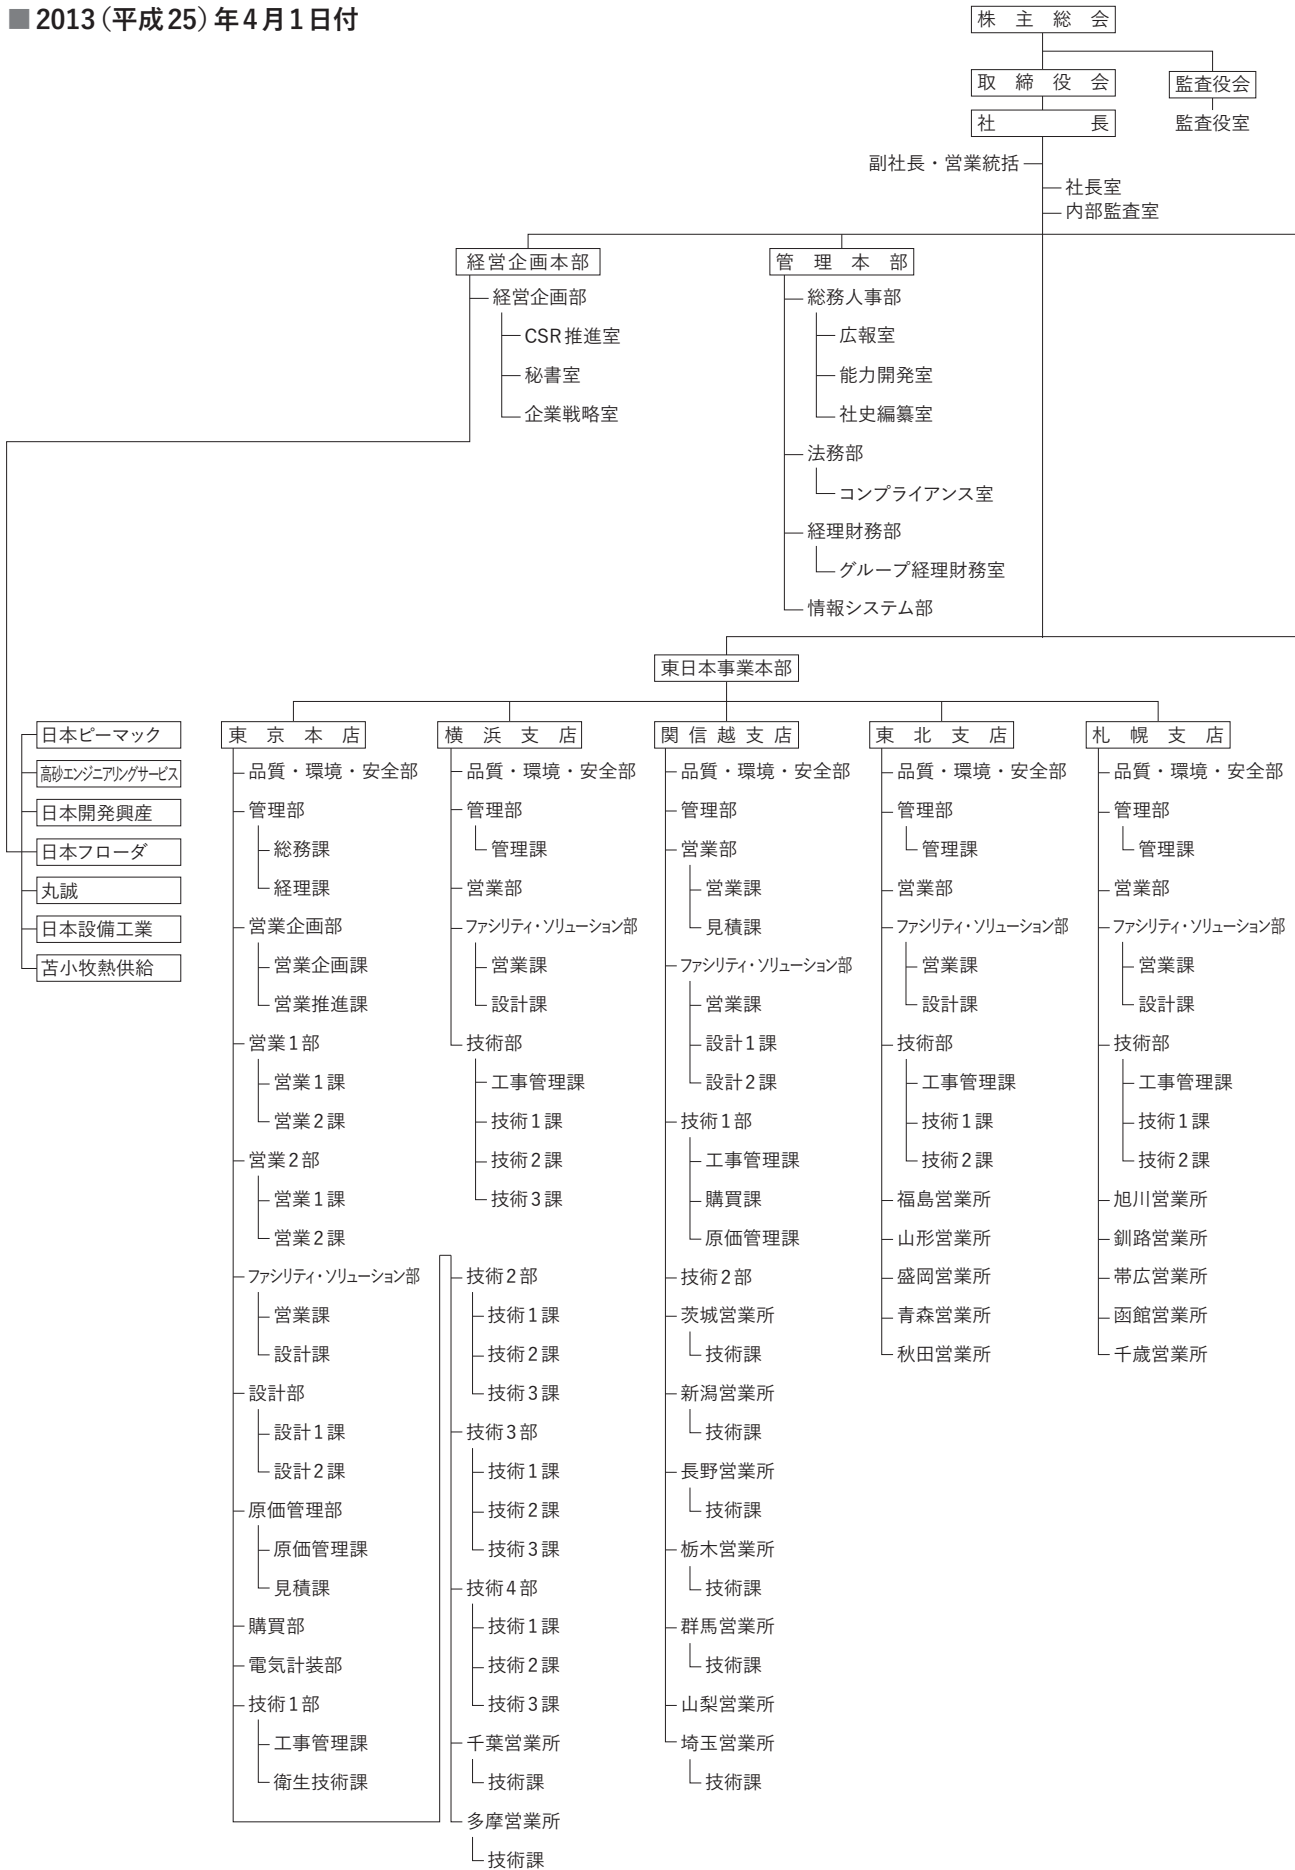 ■ 2013（平成25）年4月1日付
株主総会
取締役会
監査役会
社長
監査役室
副社長・営業統括
社長室
内部監査室
経営企画本部
経営企画部
CSR推進室
秘書室
企業戦略室
管理本部
総務人事部
広報室
能力開発室
社史編纂室
法務部
コンプライアンス室
経理財務部
グループ経理財務室
情報システム部
東日本事業本部
日本ピーマック
高砂エンジニアリングサービス
日本開発興産
日本フローダ
丸誠
日本設備工業
苫小牧熱供給
東京本店
品質・環境・安全部
管理部
総務課
経理課
営業企画部
営業企画課
営業推進課
営業1部
営業1課
営業2課
営業2部
営業1課
営業2課
ファシリティ・ソリューション部
営業課
設計課
設計部
設計1課
設計2課
原価管理部
原価管理課
見積課
購買部
電気計装部
技術1部
工事管理課
衛生技術課
技術2部
技術1課
技術2課
技術3課
技術3部
技術1課
技術2課
技術3課
技術4部
技術1課
技術2課
技術3課
千葉営業所
技術課
多摩営業所
技術課
横浜支店
品質・環境・安全部
管理部
管理課
営業部
ファシリティ・ソリューション部
営業課
設計課
技術部
工事管理課
技術1課
技術2課
技術3課
関信越支店
品質・環境・安全部
管理部
営業部
営業課
見積課
ファシリティ・ソリューション部
営業課
設計1課
設計2課
技術1部
工事管理課
購買課
原価管理課
技術2部
茨城営業所
技術課
新潟営業所
技術課
長野営業所
技術課
栃木営業所
技術課
群馬営業所
技術課
山梨営業所
埼玉営業所
技術課
東北支店
品質・環境・安全部
管理部
管理課
営業部
ファシリティ・ソリューション部
営業課
設計課
技術部
工事管理課
技術1課
技術2課
福島営業所
山形営業所
盛岡営業所
青森営業所
秋田営業所
札幌支店
品質・環境・安全部
管理部
管理課
営業部
ファシリティ・ソリューション部
営業課
設計課
技術部
工事管理課
技術1課
技術2課
旭川営業所
釧路営業所
帯広営業所
函館営業所
千歳営業所